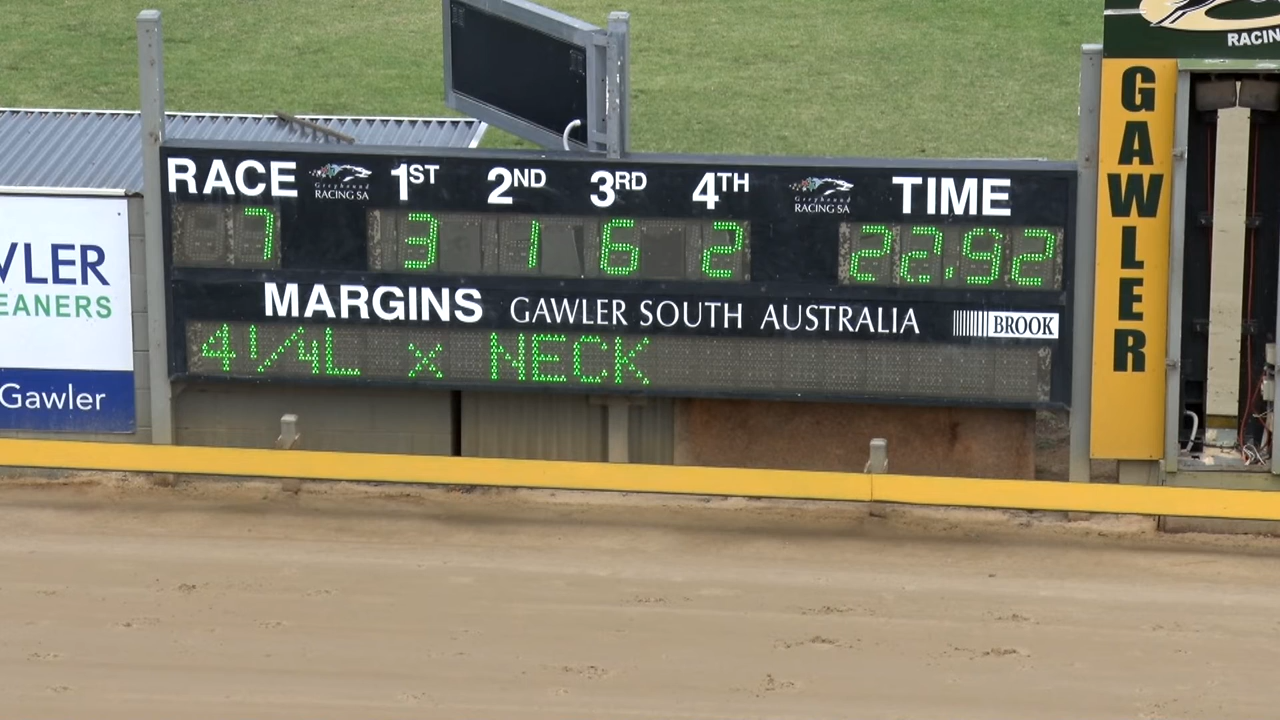 RACIN
GAWLER
RACE 1ST 2ND 3RD 4TH TIME
Greyhound
RACING SA
Greyhound
RACING SA
7 3 1 6 2 22.92
MARGINS GAWLER SOUTH AUSTRALIA BROOK
4 1/4L x NECK
WLER
EANERS
Gawler